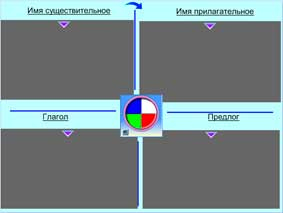 Имя существительное
Имя прилагательное
Глагол
Предлог